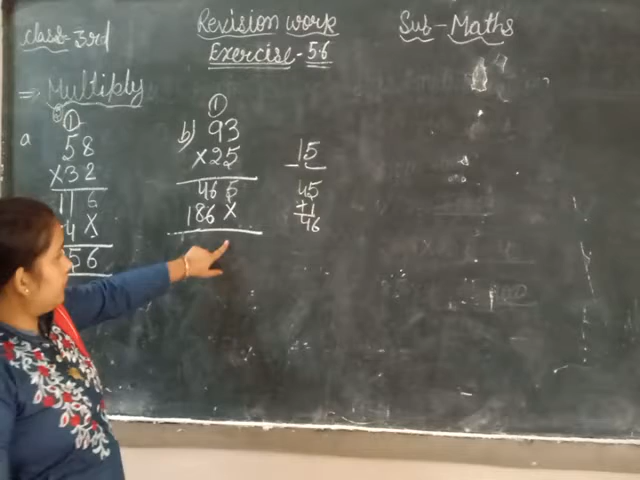 Class-3rd
Revision work
Sub-Maths
Exercise-56
⇒ Multiply
a
①
58
×32
116
4 ×
56
b)
①
93
×25
465
186 ×
15
45
+1
46